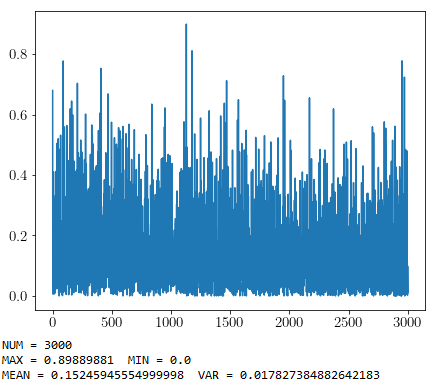 0.8
0.6
0.4
0.2
0.0
0 500 1000 1500 2000 2500 3000
NUM = 3000
MAX = 0.89889881 MIN = 0.0
MEAN = 0.15245945554999998 VAR = 0.017827384882642183